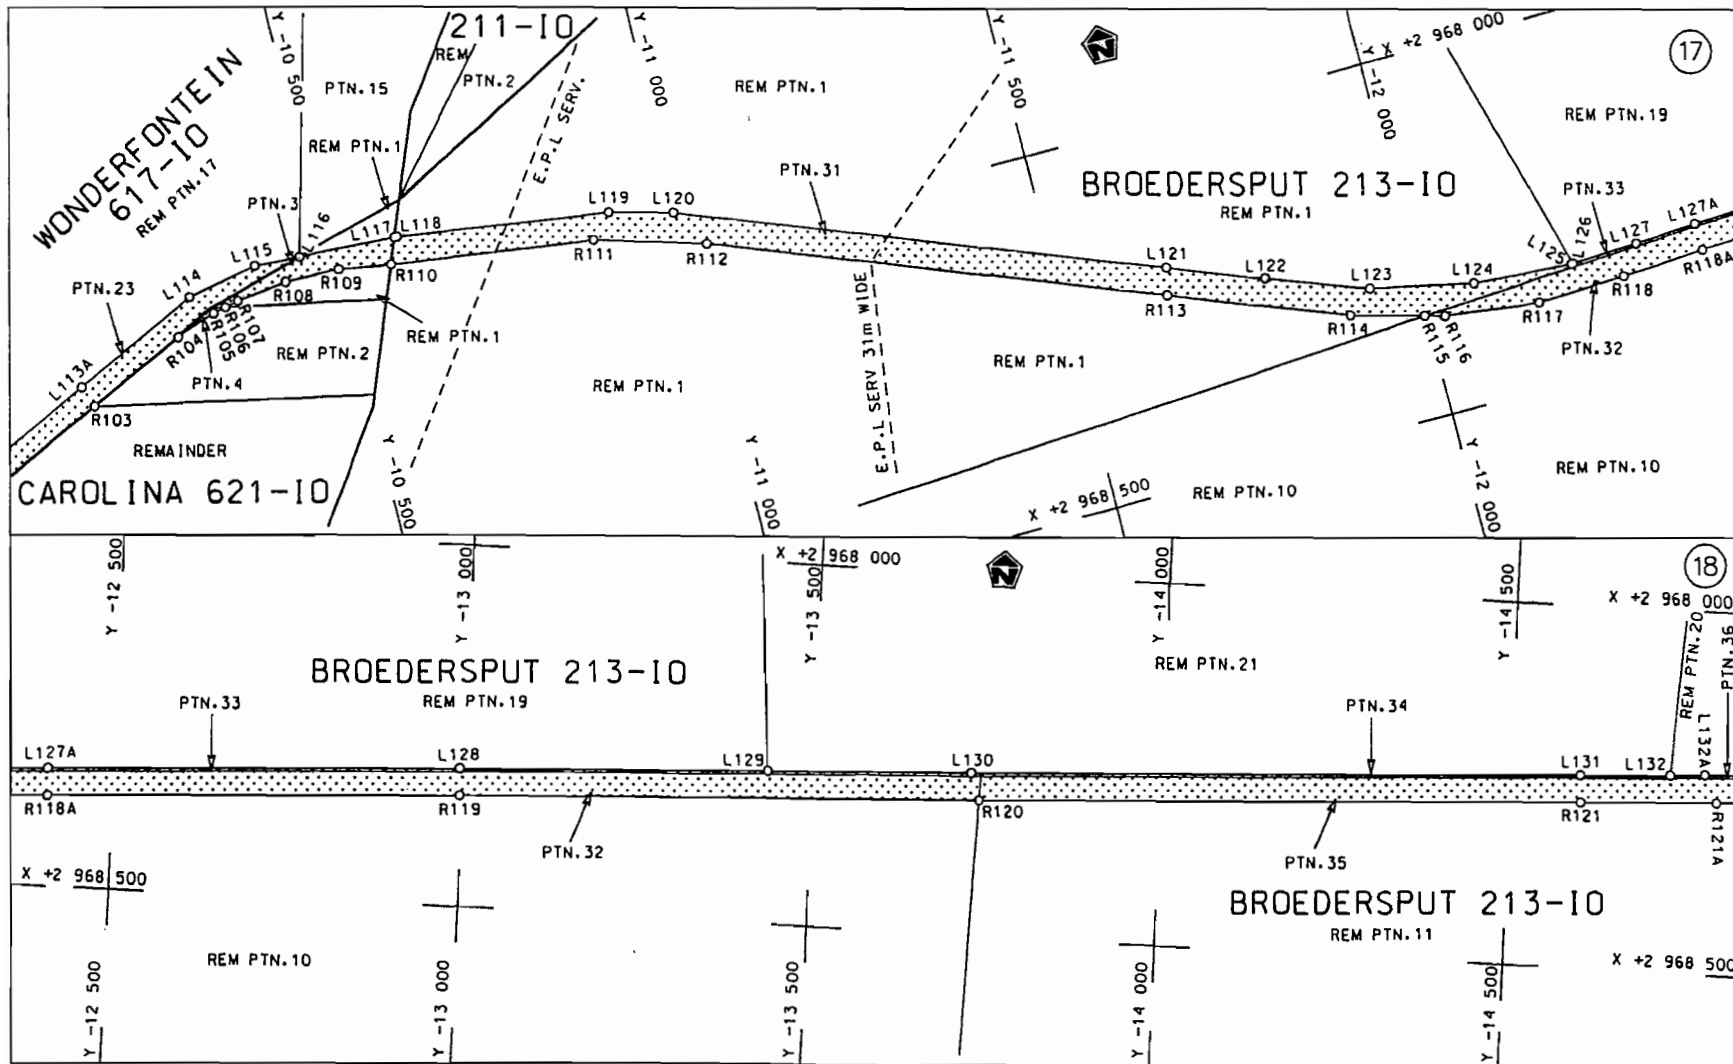 17
WONDERFONTEIN
617-IO
REM PTN.17
Y -10 500
211-IO
REM
PTN.2
PTN.15
REM PTN.1
E.P.L SERV.
Y -11 000
REM PTN.1
Y -11 500
Y -12 000
X +2 968 000
REM PTN.19
PTN.3
PTN.31
BROEDERSPUT 213-IO
REM PTN.1
PTN.33
PTN.23
L113A
L114
L115
L116
L117
L118
L119
L120
L121
L122
L123
L124
L125
L126
L127
L127A
R103
R104
R105
R106
R107
R108
R109
R110
R111
R112
R113
R114
R115
R116
R117
R118
R118A
PTN.4
REM PTN.2
REM PTN.1
REM PTN.1
REM PTN.1
E.P.L SERV 31m WIDE
PTN.32
REMAINDER
CAROLINA 621-IO
Y -10 500
Y -11 000
X +2 968 500
REM PTN.10
Y -12 000
REM PTN.10
18
Y -12 500
Y -13 000
X +2 968 000
Y -13 500
Y -14 000
Y -14 500
X +2 968 000
BROEDERSPUT 213-IO
REM PTN.19
REM PTN.21
REM PTN.20
PTN.36
PTN.33
PTN.34
L127A
L128
L129
L130
L131
L132
L132A
R118A
R119
R120
R121
R121A
PTN.32
PTN.35
X +2 968 500
BROEDERSPUT 213-IO
REM PTN.11
REM PTN.10
X +2 968 500
Y -12 500
Y -13 000
Y -13 500
Y -14 000
Y -14 500